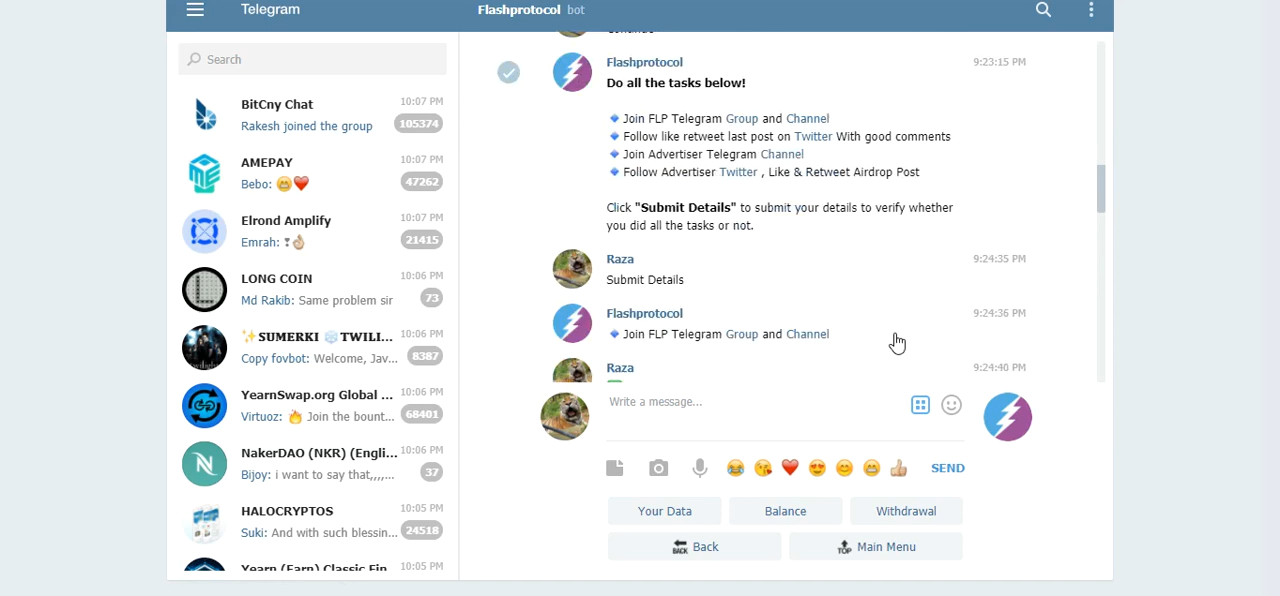 Telegram
Flashprotocol bot
Search
BitCny Chat 10:07 PM
Rakesh joined the group 105374
AMEPAY 10:07 PM
Bebo: 😁❤️ 47262
Elrond Amplify 10:07 PM
Emrah: ❣👌🏼 21415
LONG COIN 10:06 PM
Md Rakib: Same problem sir 73
✨SUMERKI ❄️TWILI... 10:06 PM
Copy fovbot: Welcome, Jav... 8387
YearnSwap.org Global ... 10:06 PM
Virtuoz: 🔥 Join the bount... 68401
NakerDAO (NKR) (Engli... 10:06 PM
Bijoy: i want to say that,,,,... 37
HALOCRYPTOS 10:05 PM
Suki: And with such blessin... 24518
Yearn (Earn) Classic Fin 10:05 PM
Flashprotocol 9:23:15 PM
Do all the tasks below!
🔹Join FLP Telegram Group and Channel
🔹Follow like retweet last post on Twitter With good comments
🔹Join Advertiser Telegram Channel
🔹Follow Advertiser Twitter , Like & Retweet Airdrop Post
Click "Submit Details" to submit your details to verify whether
you did all the tasks or not.
Raza 9:24:35 PM
Submit Details
Flashprotocol 9:24:36 PM
🔹Join FLP Telegram Group and Channel
Raza 9:24:40 PM
Write a message...
SEND
Your Data
Balance
Withdrawal
🔙 Back
🔝 Main Menu